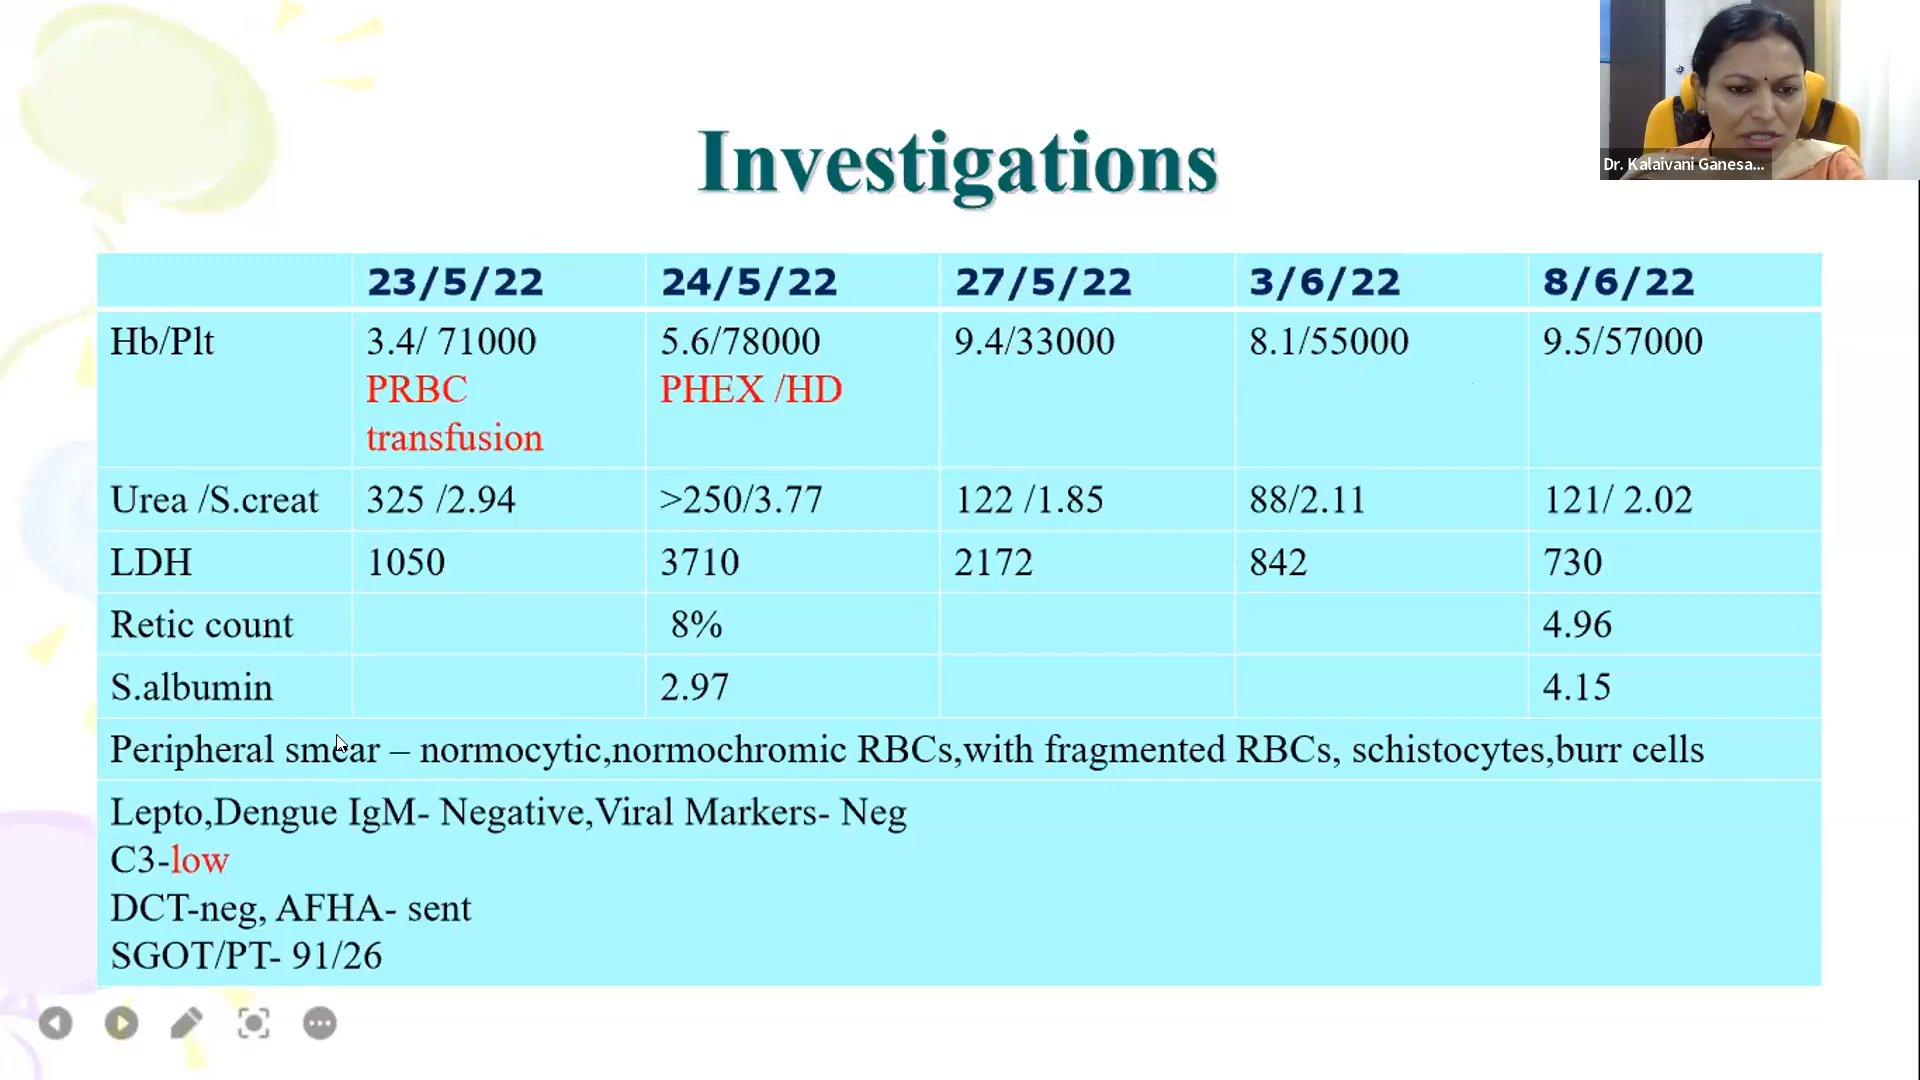 Dr. Kalaivani Ganesa...
Investigations
23/5/22 24/5/22 27/5/22 3/6/22 8/6/22
Hb/Plt 3.4/ 71000 5.6/78000 9.4/33000 8.1/55000 9.5/57000
PRBC PHEX /HD
transfusion
Urea /S.creat 325 /2.94 >250/3.77 122 /1.85 88/2.11 121/ 2.02
LDH 1050 3710 2172 842 730
Retic count 8% 4.96
S.albumin 2.97 4.15
Peripheral smear – normocytic,normochromic RBCs,with fragmented RBCs, schistocytes,burr cells
Lepto,Dengue IgM- Negative,Viral Markers- Neg
C3-low
DCT-neg, AFHA- sent
SGOT/PT- 91/26